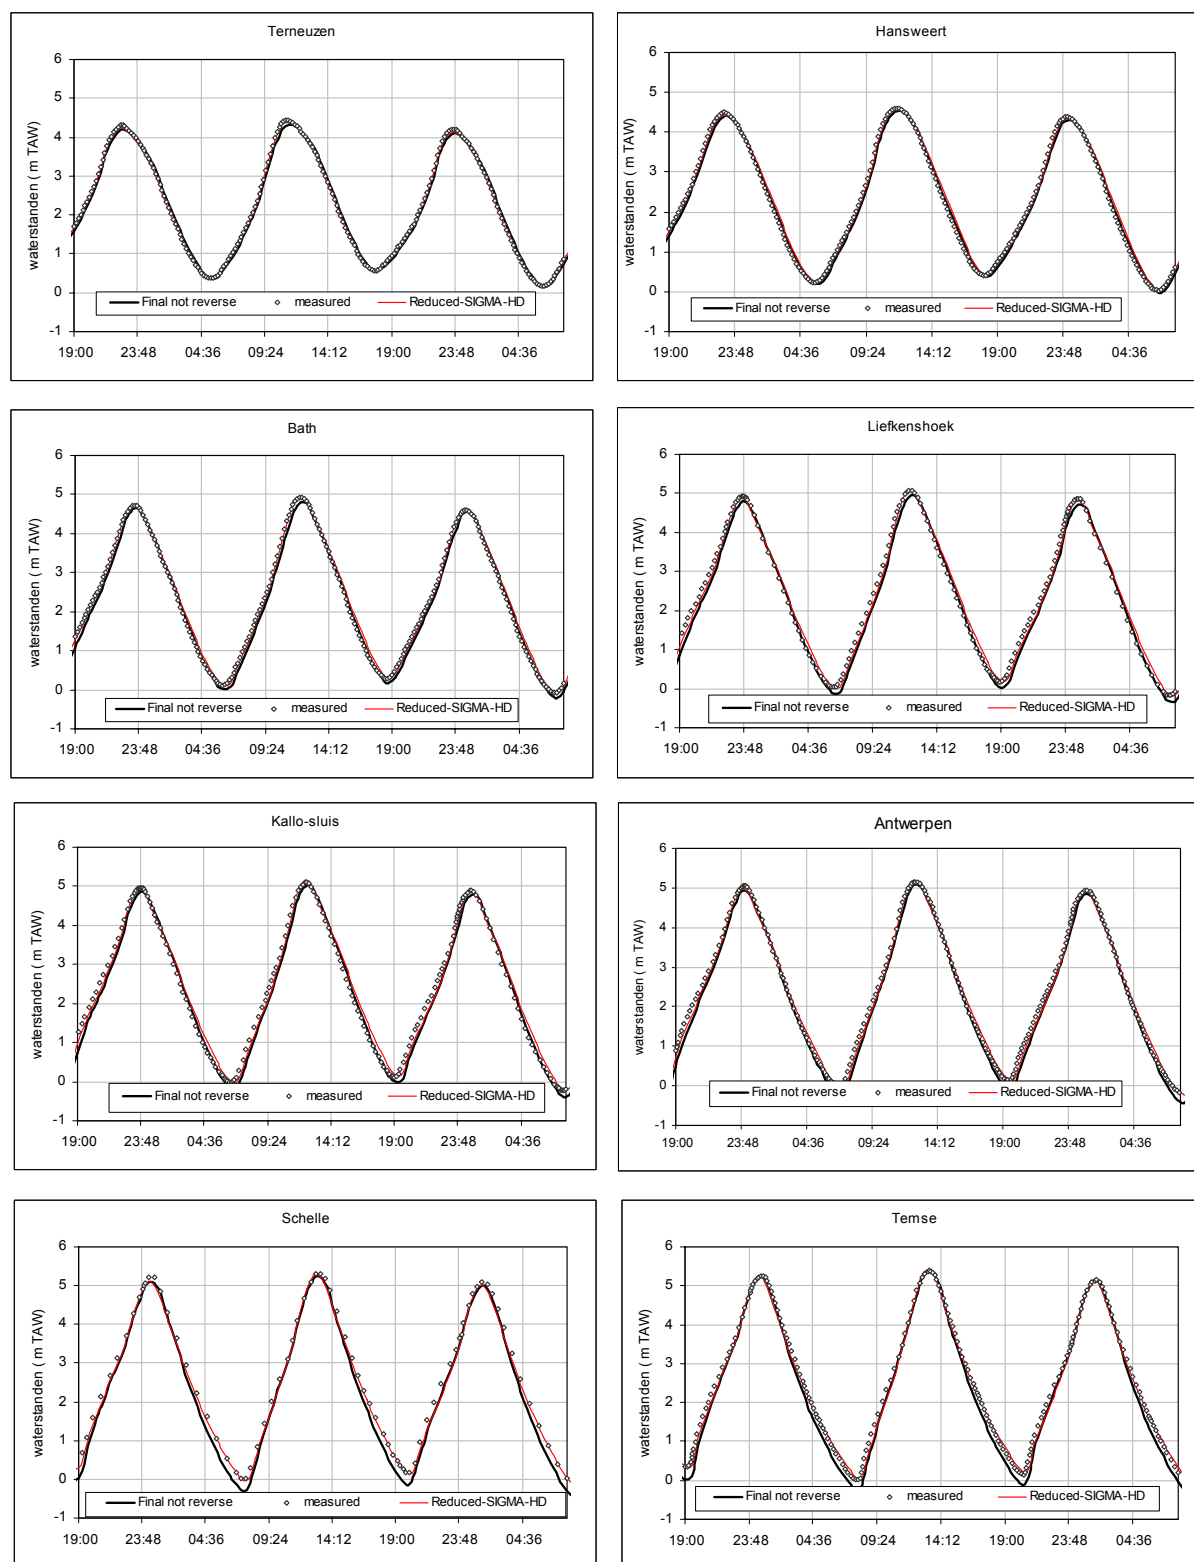 Terneuzen
waterstanden ( m TAW)
6
5
4
3
2
1
0
-1
Final not reverse measured Reduced-SIGMA-HD
19:00 23:48 04:36 09:24 14:12 19:00 23:48 04:36
Hansweert
waterstanden ( m TAW)
6
5
4
3
2
1
0
-1
Final not reverse measured Reduced-SIGMA-HD
19:00 23:48 04:36 09:24 14:12 19:00 23:48 04:36
Bath
waterstanden ( m TAW)
6
5
4
3
2
1
0
-1
Final not reverse measured Reduced-SIGMA-HD
19:00 23:48 04:36 09:24 14:12 19:00 23:48 04:36
Liefkenshoek
waterstanden ( m TAW)
6
5
4
3
2
1
0
-1
Final not reverse measured Reduced-SIGMA-HD
19:00 23:48 04:36 09:24 14:12 19:00 23:48 04:36
Kallo-sluis
waterstanden ( m TAW)
6
5
4
3
2
1
0
-1
Final not reverse measured Reduced-SIGMA-HD
19:00 23:48 04:36 09:24 14:12 19:00 23:48 04:36
Antwerpen
waterstanden ( m TAW)
6
5
4
3
2
1
0
-1
Final not reverse measured Reduced-SIGMA-HD
19:00 23:48 04:36 09:24 14:12 19:00 23:48 04:36
Schelle
waterstanden ( m TAW)
6
5
4
3
2
1
0
-1
Final not reverse measured Reduced-SIGMA-HD
19:00 23:48 04:36 09:24 14:12 19:00 23:48 04:36
Temse
waterstanden ( m TAW)
6
5
4
3
2
1
0
-1
Final not reverse measured Reduced-SIGMA-HD
19:00 23:48 04:36 09:24 14:12 19:00 23:48 04:36